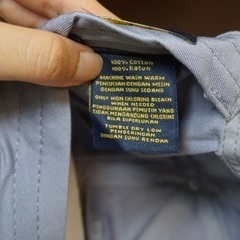 100% Cotton
100% Katun
MACHINE WASH WARM
PENCUCIAN DENGAN MESIN
DENGAN SUHU SEDANG
ONLY NON CHLORINE BLEACH
WHEN NEEDED
PENGGUNAAN PEMUTIH YANG
TIDAK MENGANDUNG CHLORINE
BILA DIPERLUKAN
TUMBLE DRY LOW
PENGERINGAN
DENGAN SUHU RENDAH